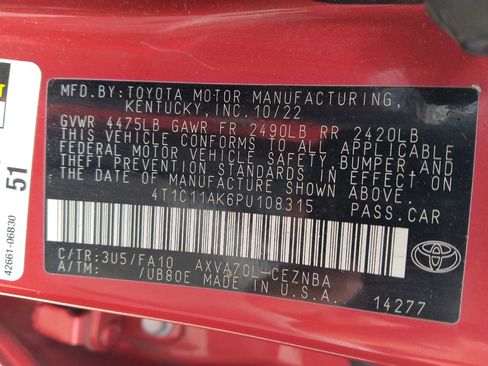 MFD.BY: TOYOTA MOTOR MANUFACTURING,
KENTUCKY, INC. 10/22
GVWR 4475LB GAWR FR 2490LB RR 2420LB
THIS VEHICLE CONFORMS TO ALL APPLICABLE
FEDERAL MOTOR VEHICLE SAFETY, BUMPER, AND
THEFT PREVENTION STANDARDS IN EFFECT ON
THE DATE OF MANUFACTURE SHOWN ABOVE.
4T1C11AK6PU108315 PASS.CAR
C/TR:3U5/FA10 AXVA70L-CEZNBA
A/TM: /UB80E MADE IN U.S.A.
TOYOTA
14277
51
42661-06B30